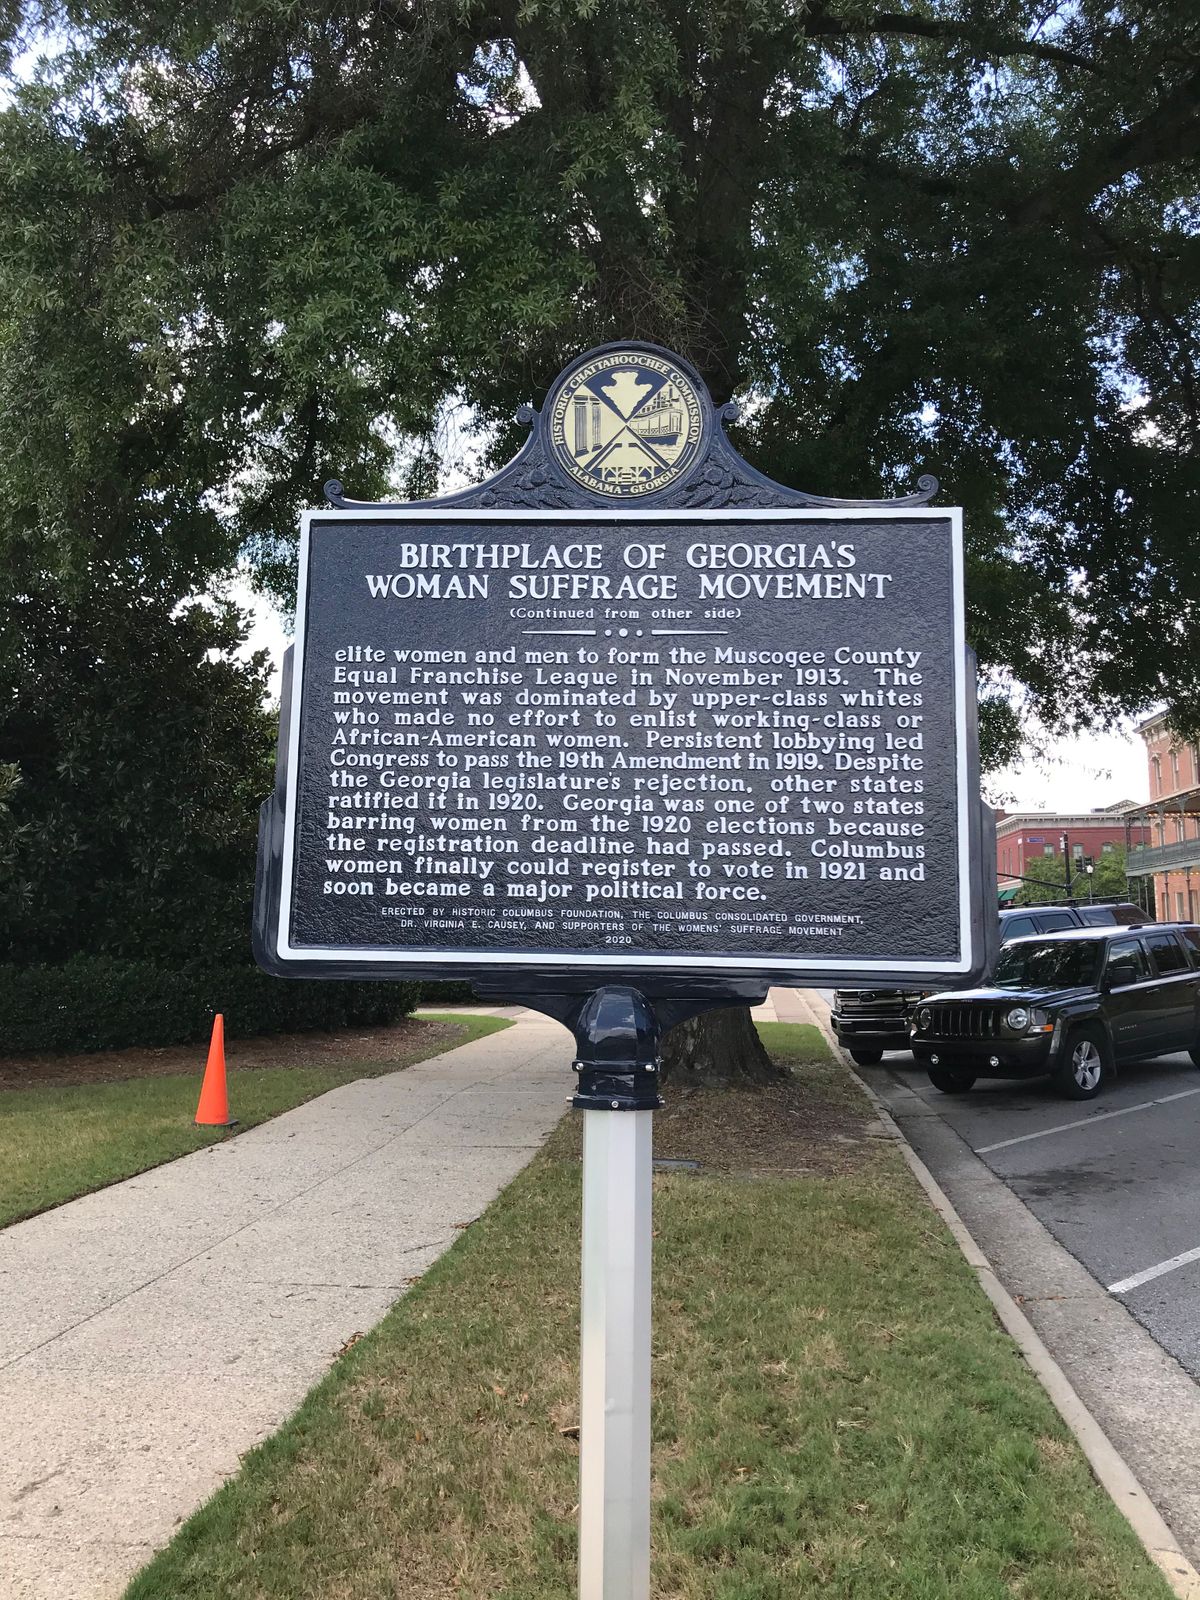 HISTORIC CHATTAHOOCHEE COMMISSION
ALABAMA-GEORGIA
BIRTHPLACE OF GEORGIA'S
WOMAN SUFFRAGE MOVEMENT
(Continued from other side)
elite women and men to form the Muscogee County
Equal Franchise League in November 1913. The
movement was dominated by upper-class whites
who made no effort to enlist working-class or
African-American women. Persistent lobbying led
Congress to pass the 19th Amendment in 1919. Despite
the Georgia legislature's rejection, other states
ratified it in 1920. Georgia was one of two states
barring women from the 1920 elections because
the registration deadline had passed. Columbus
women finally could register to vote in 1921 and
soon became a major political force.
ERECTED BY HISTORIC COLUMBUS FOUNDATION, THE COLUMBUS CONSOLIDATED GOVERNMENT,
DR. VIRGINIA E. CAUSEY, AND SUPPORTERS OF THE WOMENS' SUFFRAGE MOVEMENT
2020